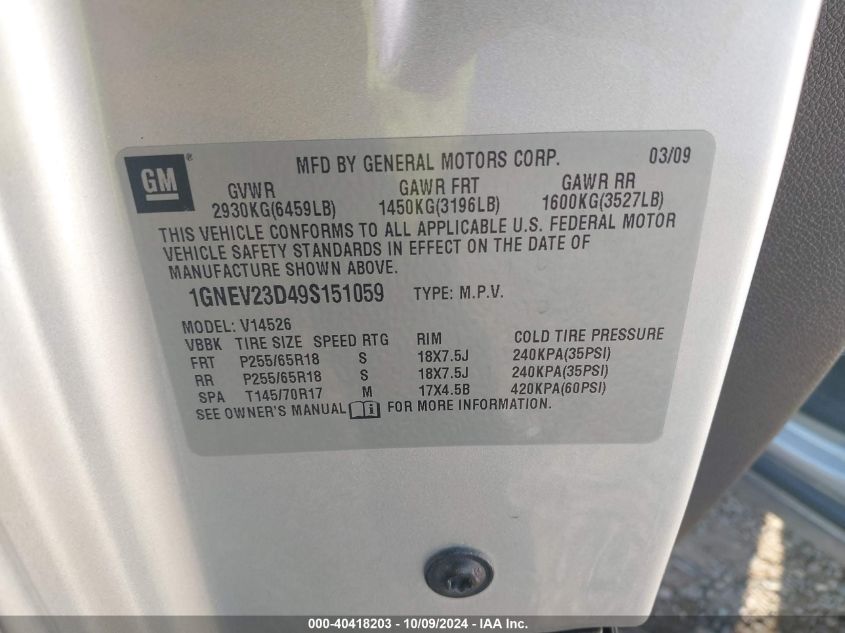 GM® MFD BY GENERAL MOTORS CORP. 03/09
GVWR GAWR FRT GAWR RR
2930KG(6459LB) 1450KG(3196LB) 1600KG(3527LB)
THIS VEHICLE CONFORMS TO ALL APPLICABLE U.S. FEDERAL MOTOR
VEHICLE SAFETY STANDARDS IN EFFECT ON THE DATE OF
MANUFACTURE SHOWN ABOVE.
1GNEV23D49S151059 TYPE: M.P.V.
MODEL: V14526
VBBK TIRE SIZE SPEED RTG RIM COLD TIRE PRESSURE
FRT P255/65R18 S 18X7.5J 240KPA(35PSI)
RR P255/65R18 S 18X7.5J 240KPA(35PSI)
SPA T145/70R17 M 17X4.5B 420KPA(60PSI)
SEE OWNER'S MANUAL i FOR MORE INFORMATION.
000-40418203 - 10/09/2024 - IAA Inc.